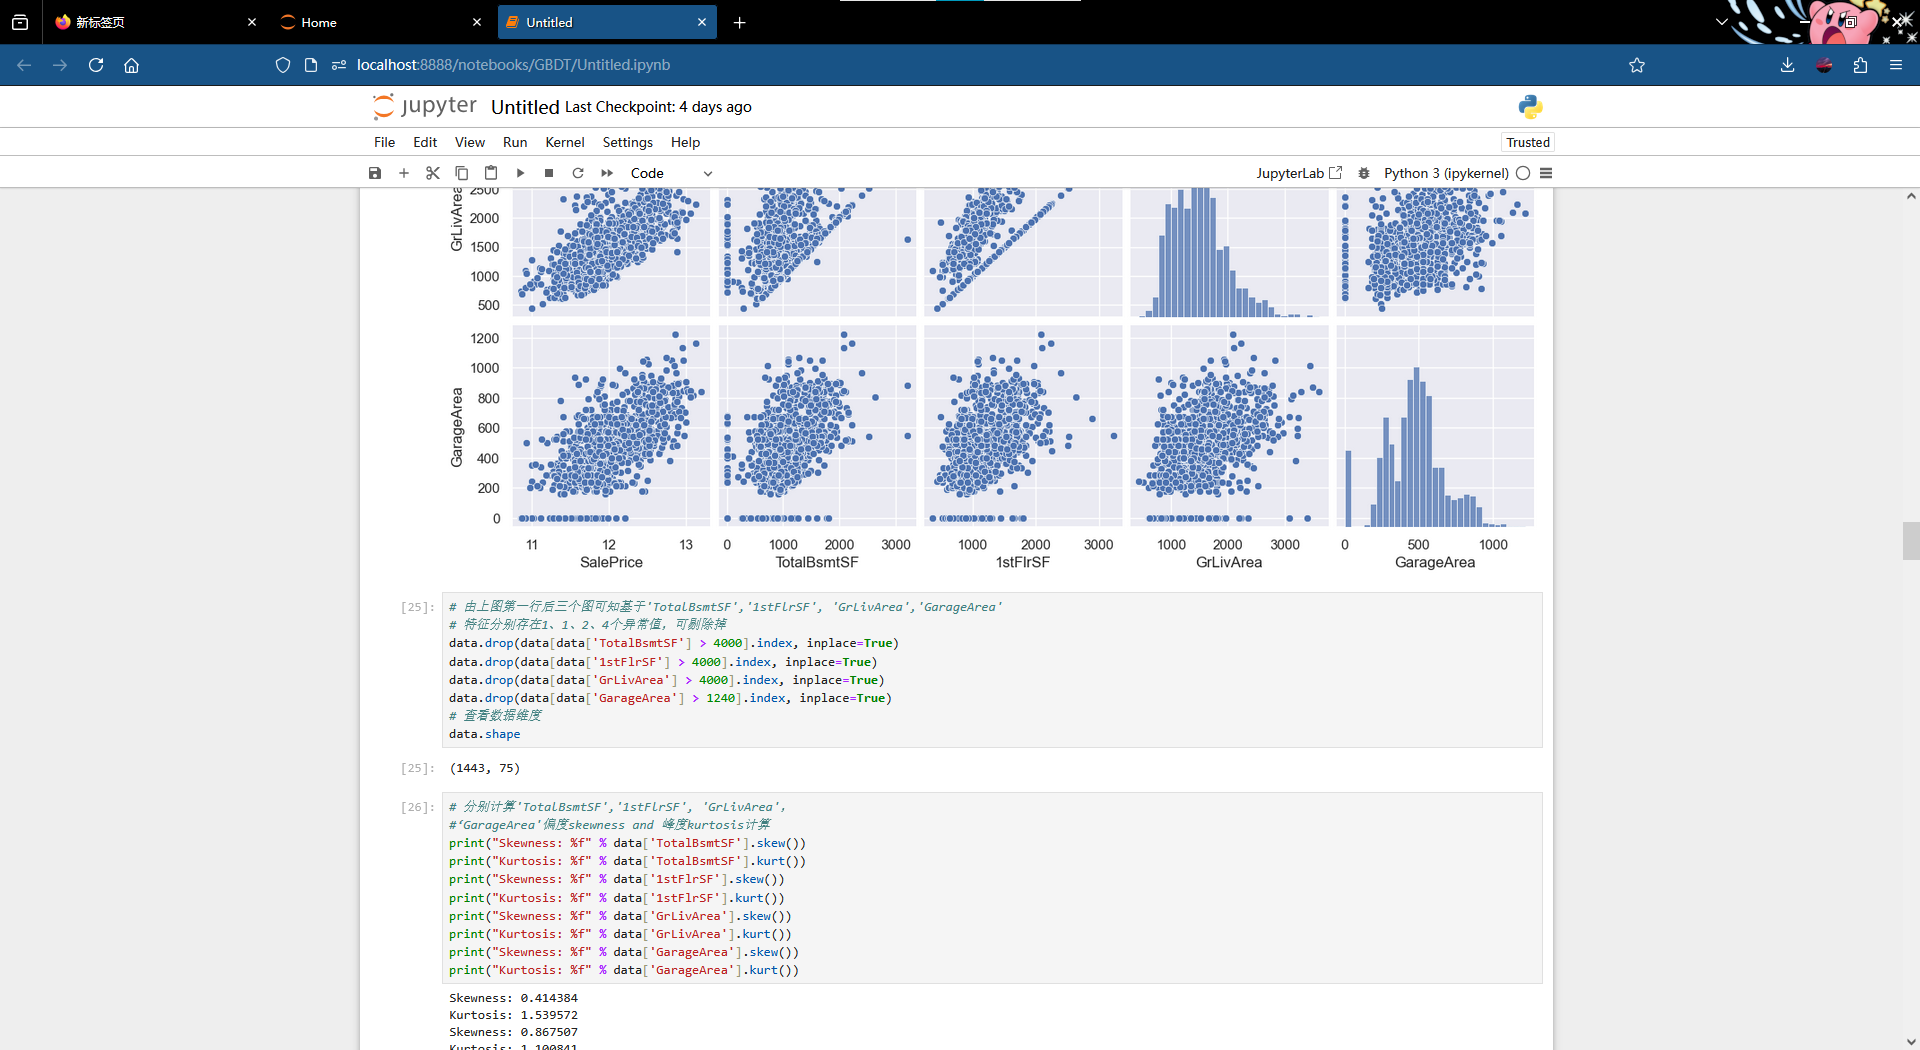 新标签页
Home
Untitled
localhost:8888/notebooks/GBDT/Untitled.ipynb
jupyter Untitled Last Checkpoint: 4 days ago
File Edit View Run Kernel Settings Help Trusted
Code JupyterLab Python 3 (ipykernel)
GrLivArea
2500
2000
1500
1000
500
GarageArea
1200
1000
800
600
400
200
0
11 12 13 0 1000 2000 3000 1000 2000 3000 1000 2000 3000 0 500 1000
SalePrice TotalBsmtSF 1stFlrSF GrLivArea GarageArea
[25]: # 由上图第一行后三个图可知基于'TotalBsmtSF','1stFlrSF', 'GrLivArea','GarageArea'
# 特征分别存在1、1、2、4个异常值，可剔除掉
data.drop(data[data['TotalBsmtSF'] > 4000].index, inplace=True)
data.drop(data[data['1stFlrSF'] > 4000].index, inplace=True)
data.drop(data[data['GrLivArea'] > 4000].index, inplace=True)
data.drop(data[data['GarageArea'] > 1240].index, inplace=True)
# 查看数据维度
data.shape
[25]: (1443, 75)
[26]: # 分别计算'TotalBsmtSF','1stFlrSF', 'GrLivArea',
#‘GarageArea'偏度skewness and 峰度kurtosis计算
print("Skewness: %f" % data['TotalBsmtSF'].skew())
print("Kurtosis: %f" % data['TotalBsmtSF'].kurt())
print("Skewness: %f" % data['1stFlrSF'].skew())
print("Kurtosis: %f" % data['1stFlrSF'].kurt())
print("Skewness: %f" % data['GrLivArea'].skew())
print("Kurtosis: %f" % data['GrLivArea'].kurt())
print("Skewness: %f" % data['GarageArea'].skew())
print("Kurtosis: %f" % data['GarageArea'].kurt())
Skewness: 0.414384
Kurtosis: 1.539572
Skewness: 0.867507
Kurtosis: 1.100841